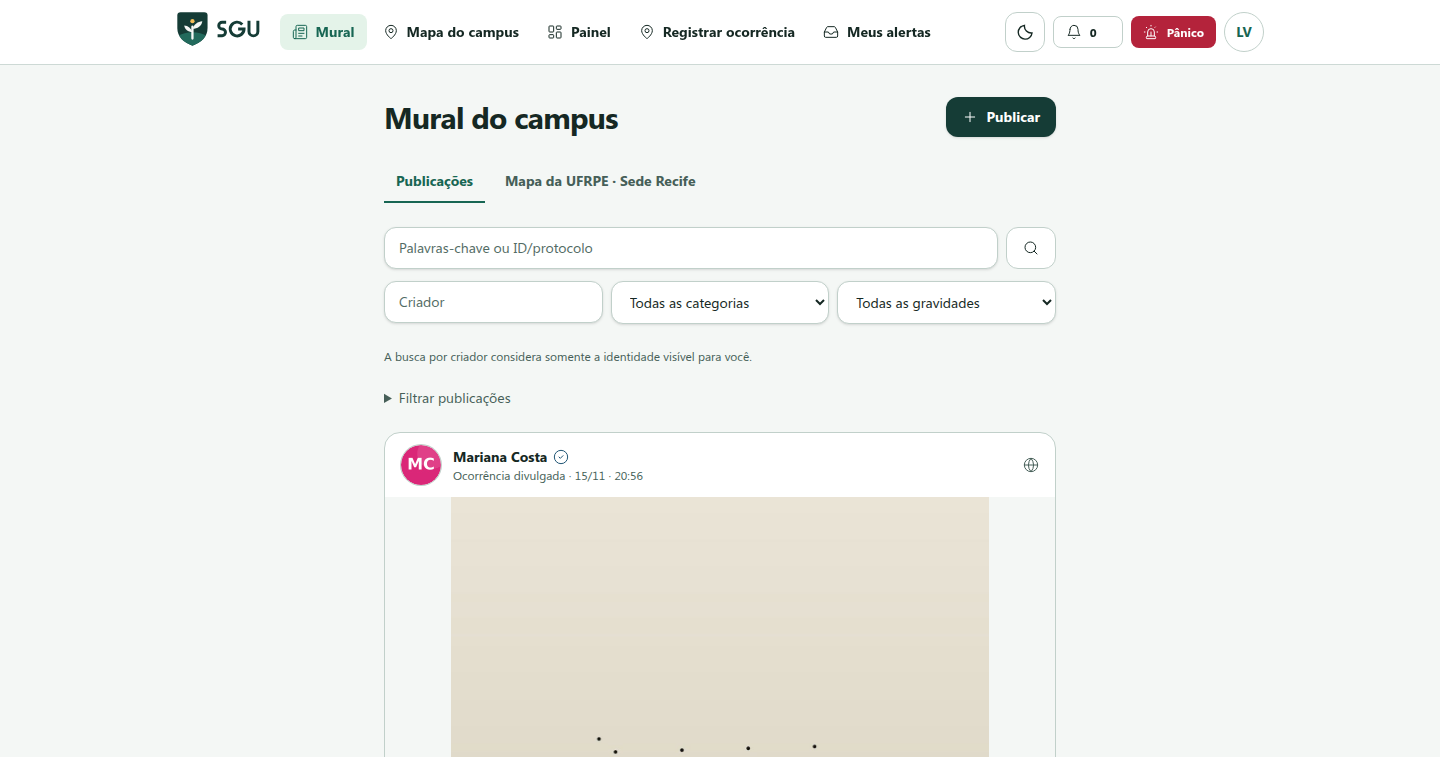 SGU
Mural
Mapa do campus
Painel
Registrar ocorrência
Meus alertas
0
Pânico
LV
Mural do campus
Publicar
Publicações
Mapa da UFRPE · Sede Recife
Palavras-chave ou ID/protocolo
Criador
Todas as categorias
Todas as gravidades
A busca por criador considera somente a identidade visível para você.
Filtrar publicações
MC
Mariana Costa
Ocorrência divulgada · 15/11 · 20:56